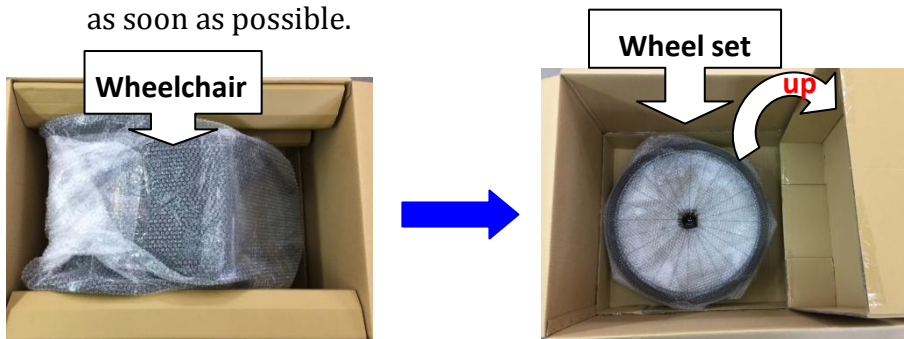 as soon as possible.
Wheelchair
Wheel set
up